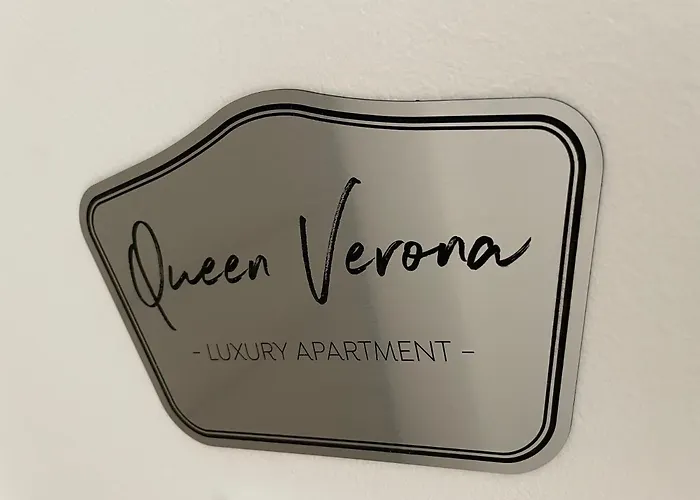 Queen Verona
- LUXURY APARTMENT -